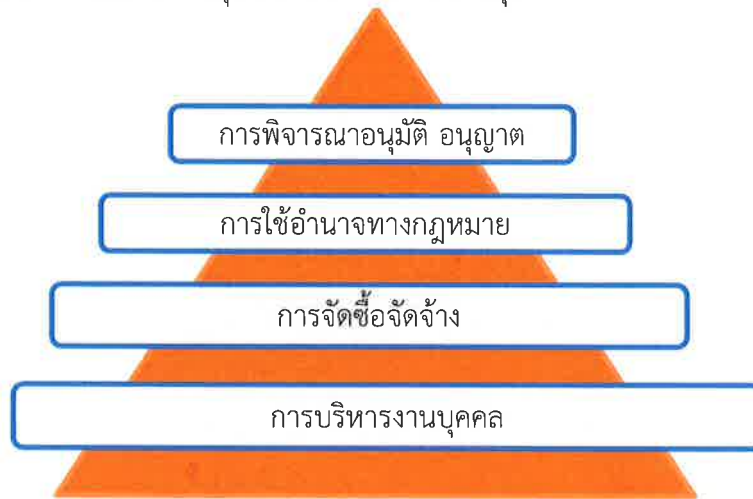 การพิจารณาอนุมัติ อนุญาต
การใช้อำนาจทางกฎหมาย
การจัดซื้อจัดจ้าง
การบริหารงานบุคคล